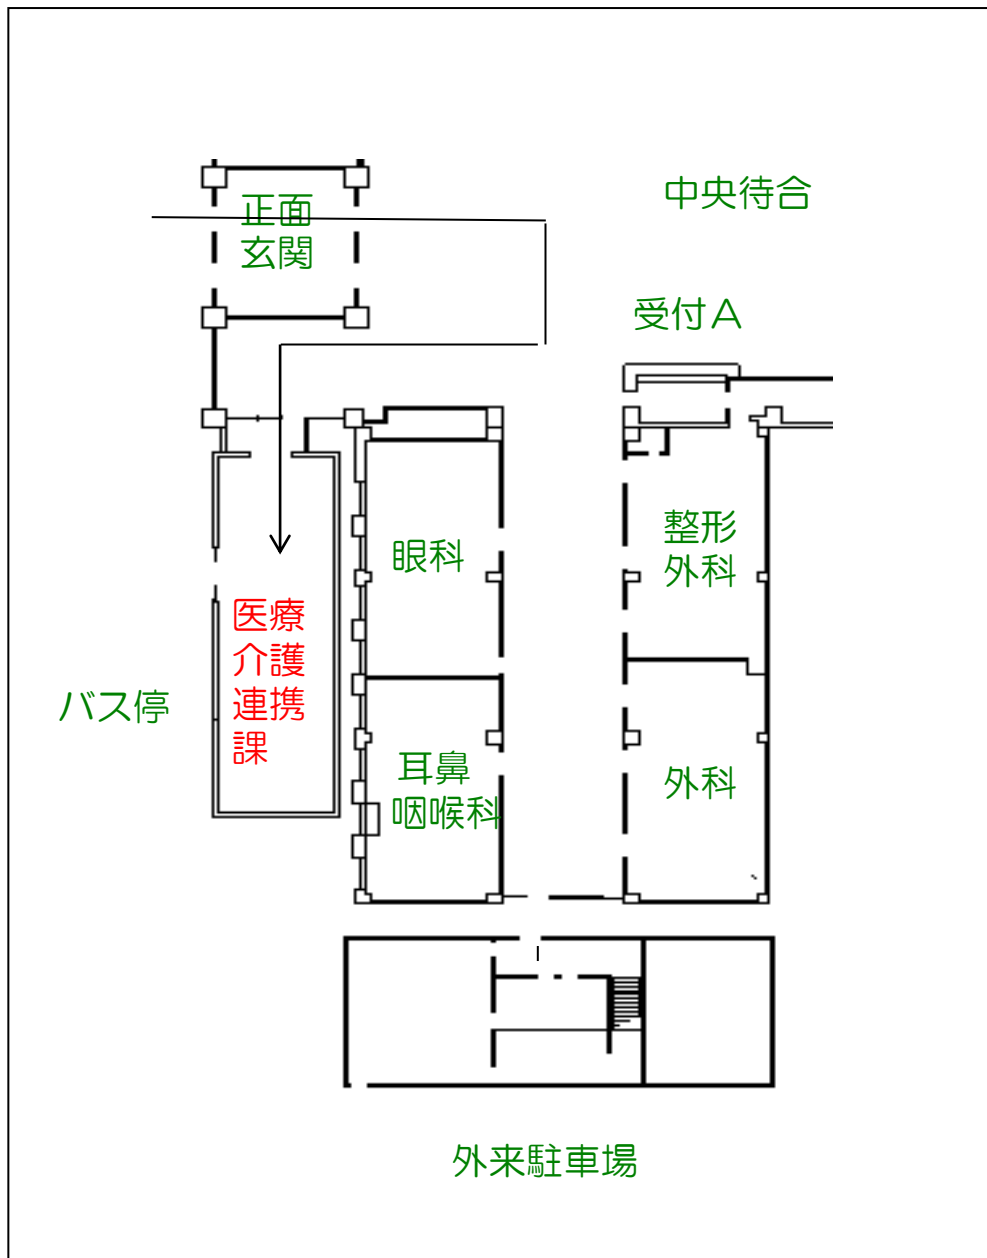 正面
玄関
中央待合
受付A
眼科
整形
外科
医療
介護
連携
課
バス停
耳鼻
咽喉科
外科
外来駐車場